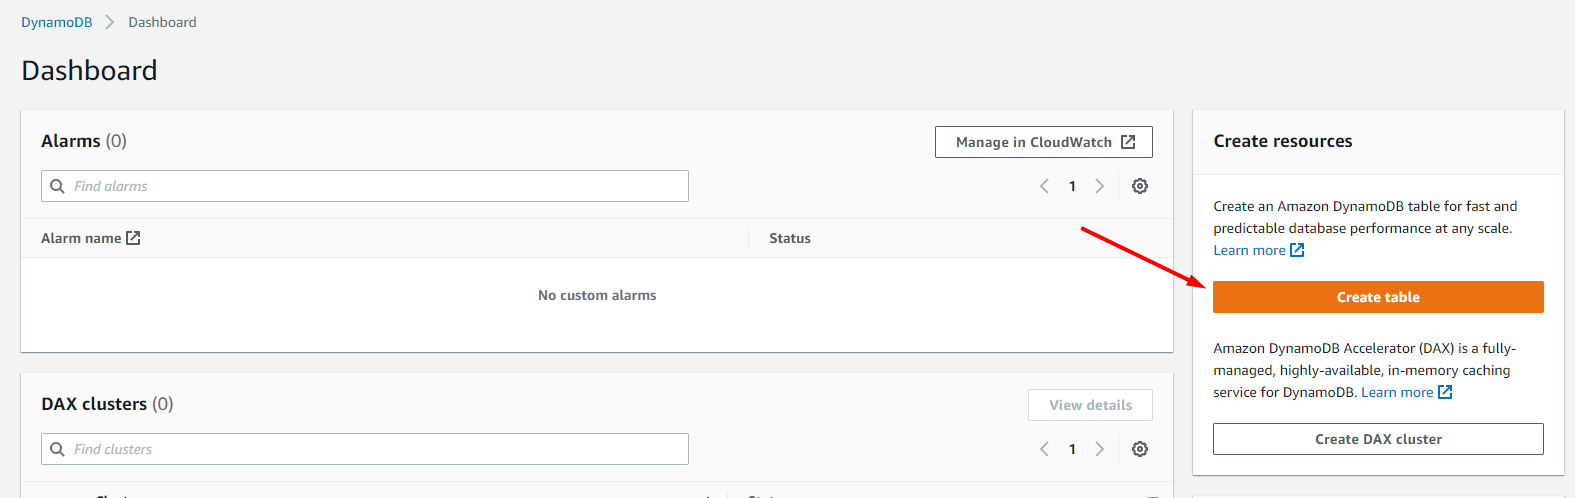 DynamoDB
Dashboard
Dashboard
Alarms (0)
Manage in CloudWatch
Find alarms
1
Alarm name
Status
No custom alarms
DAX clusters (0)
View details
Find clusters
1
Create resources
Create an Amazon DynamoDB table for fast and
predictable database performance at any scale.
Learn more
Create table
Amazon DynamoDB Accelerator (DAX) is a fully-
managed, highly-available, in-memory caching
service for DynamoDB. Learn more
Create DAX cluster